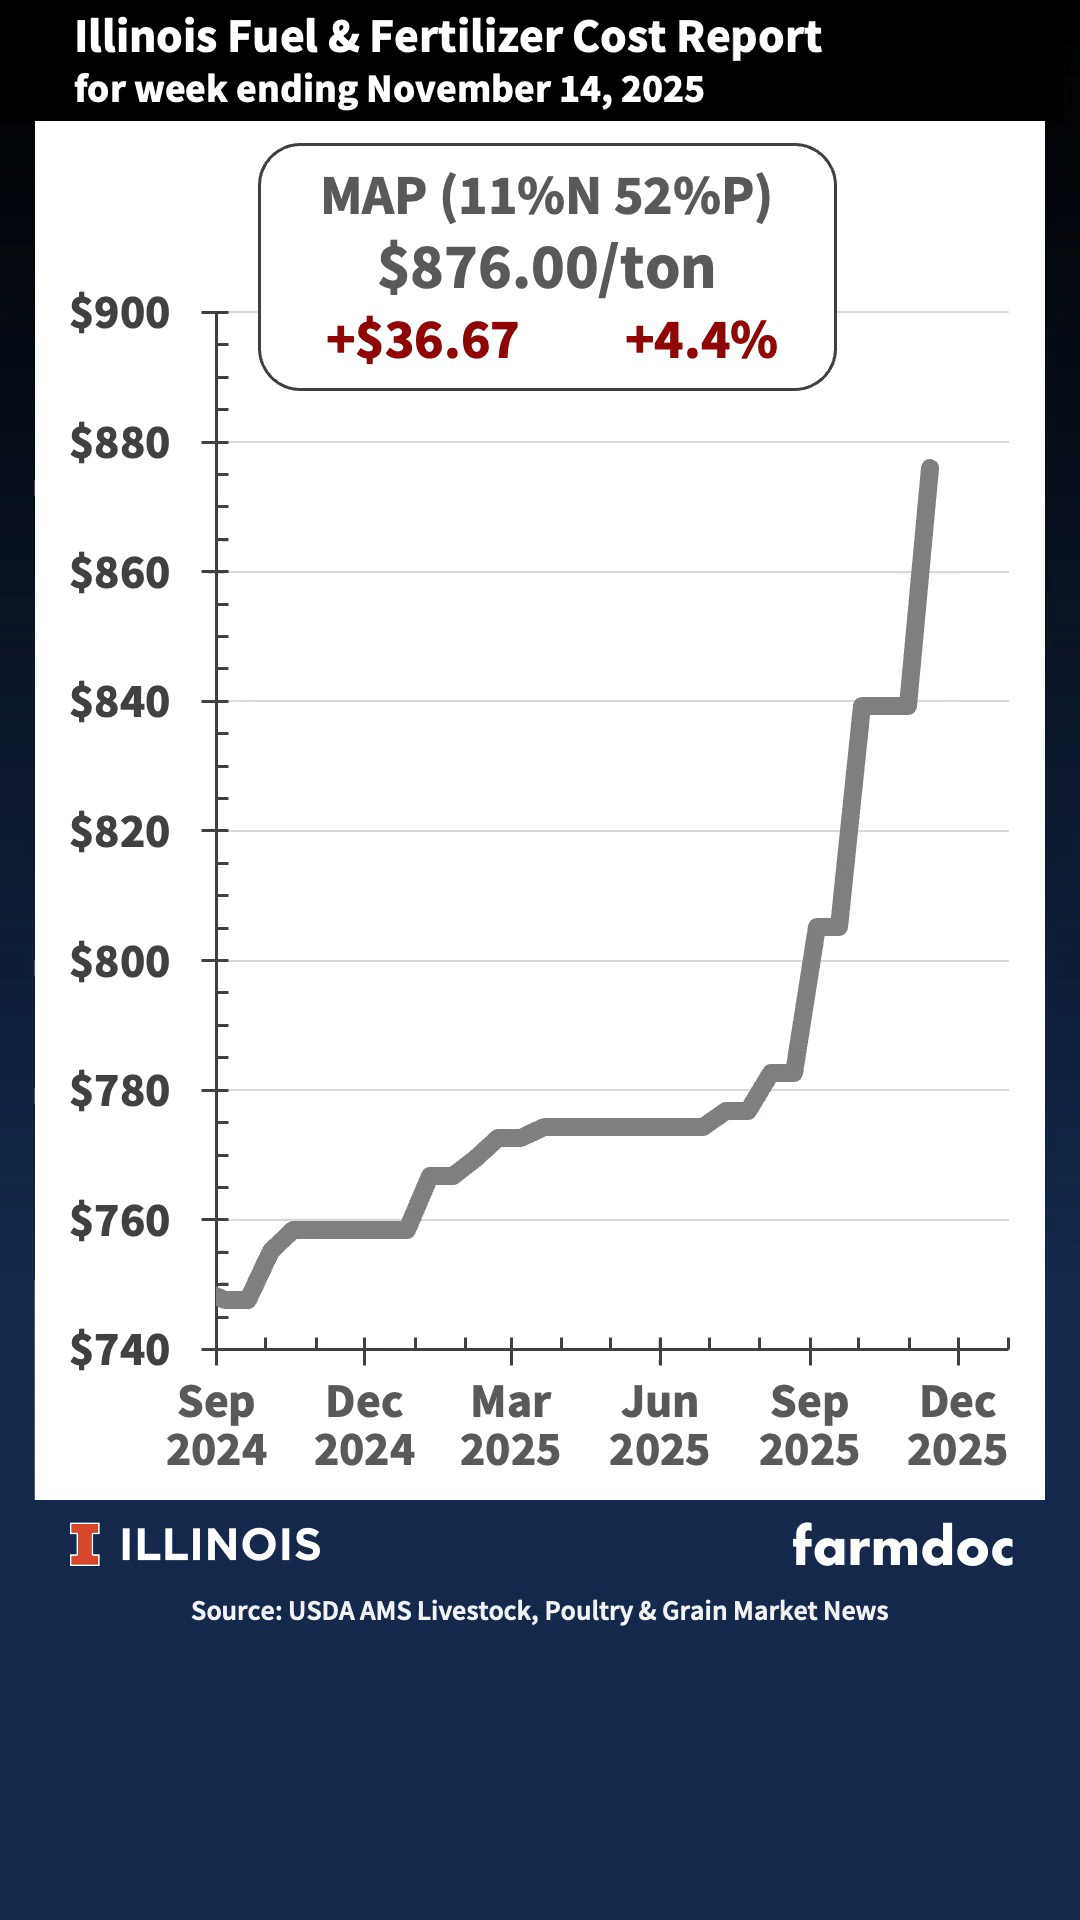 Illinois Fuel & Fertilizer Cost Report
for week ending November 14, 2025
MAP (11%N 52%P)
$876.00/ton
+$36.67 +4.4%
$900
$880
$860
$840
$820
$800
$780
$760
$740
Sep Dec Mar Jun Sep Dec
2024 2024 2025 2025 2025 2025
I ILLINOIS farmdoc
Source: USDA AMS Livestock, Poultry & Grain Market News